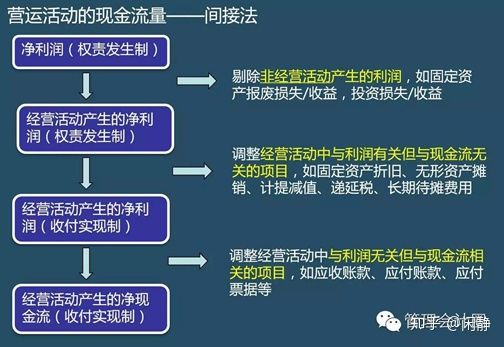 营运活动的现金流量——间接法
净利润（权责发生制）
剔除非经营活动产生的利润，如固定资
产报废损失/收益，投资损失/收益
经营活动产生的净利
润（权责发生制）
调整经营活动中与利润有关但与现金流无
关的项目，如固定资产折旧、无形资产摊
销、计提减值、递延税、长期待摊费用
经营活动产生的净利
润（收付实现制）
调整经营活动中与利润无关但与现金流相
关的项目，如应收账款、应付账款、应付
票据等
经营活动产生的净现
金流（收付实现制）
知乎 @闲静